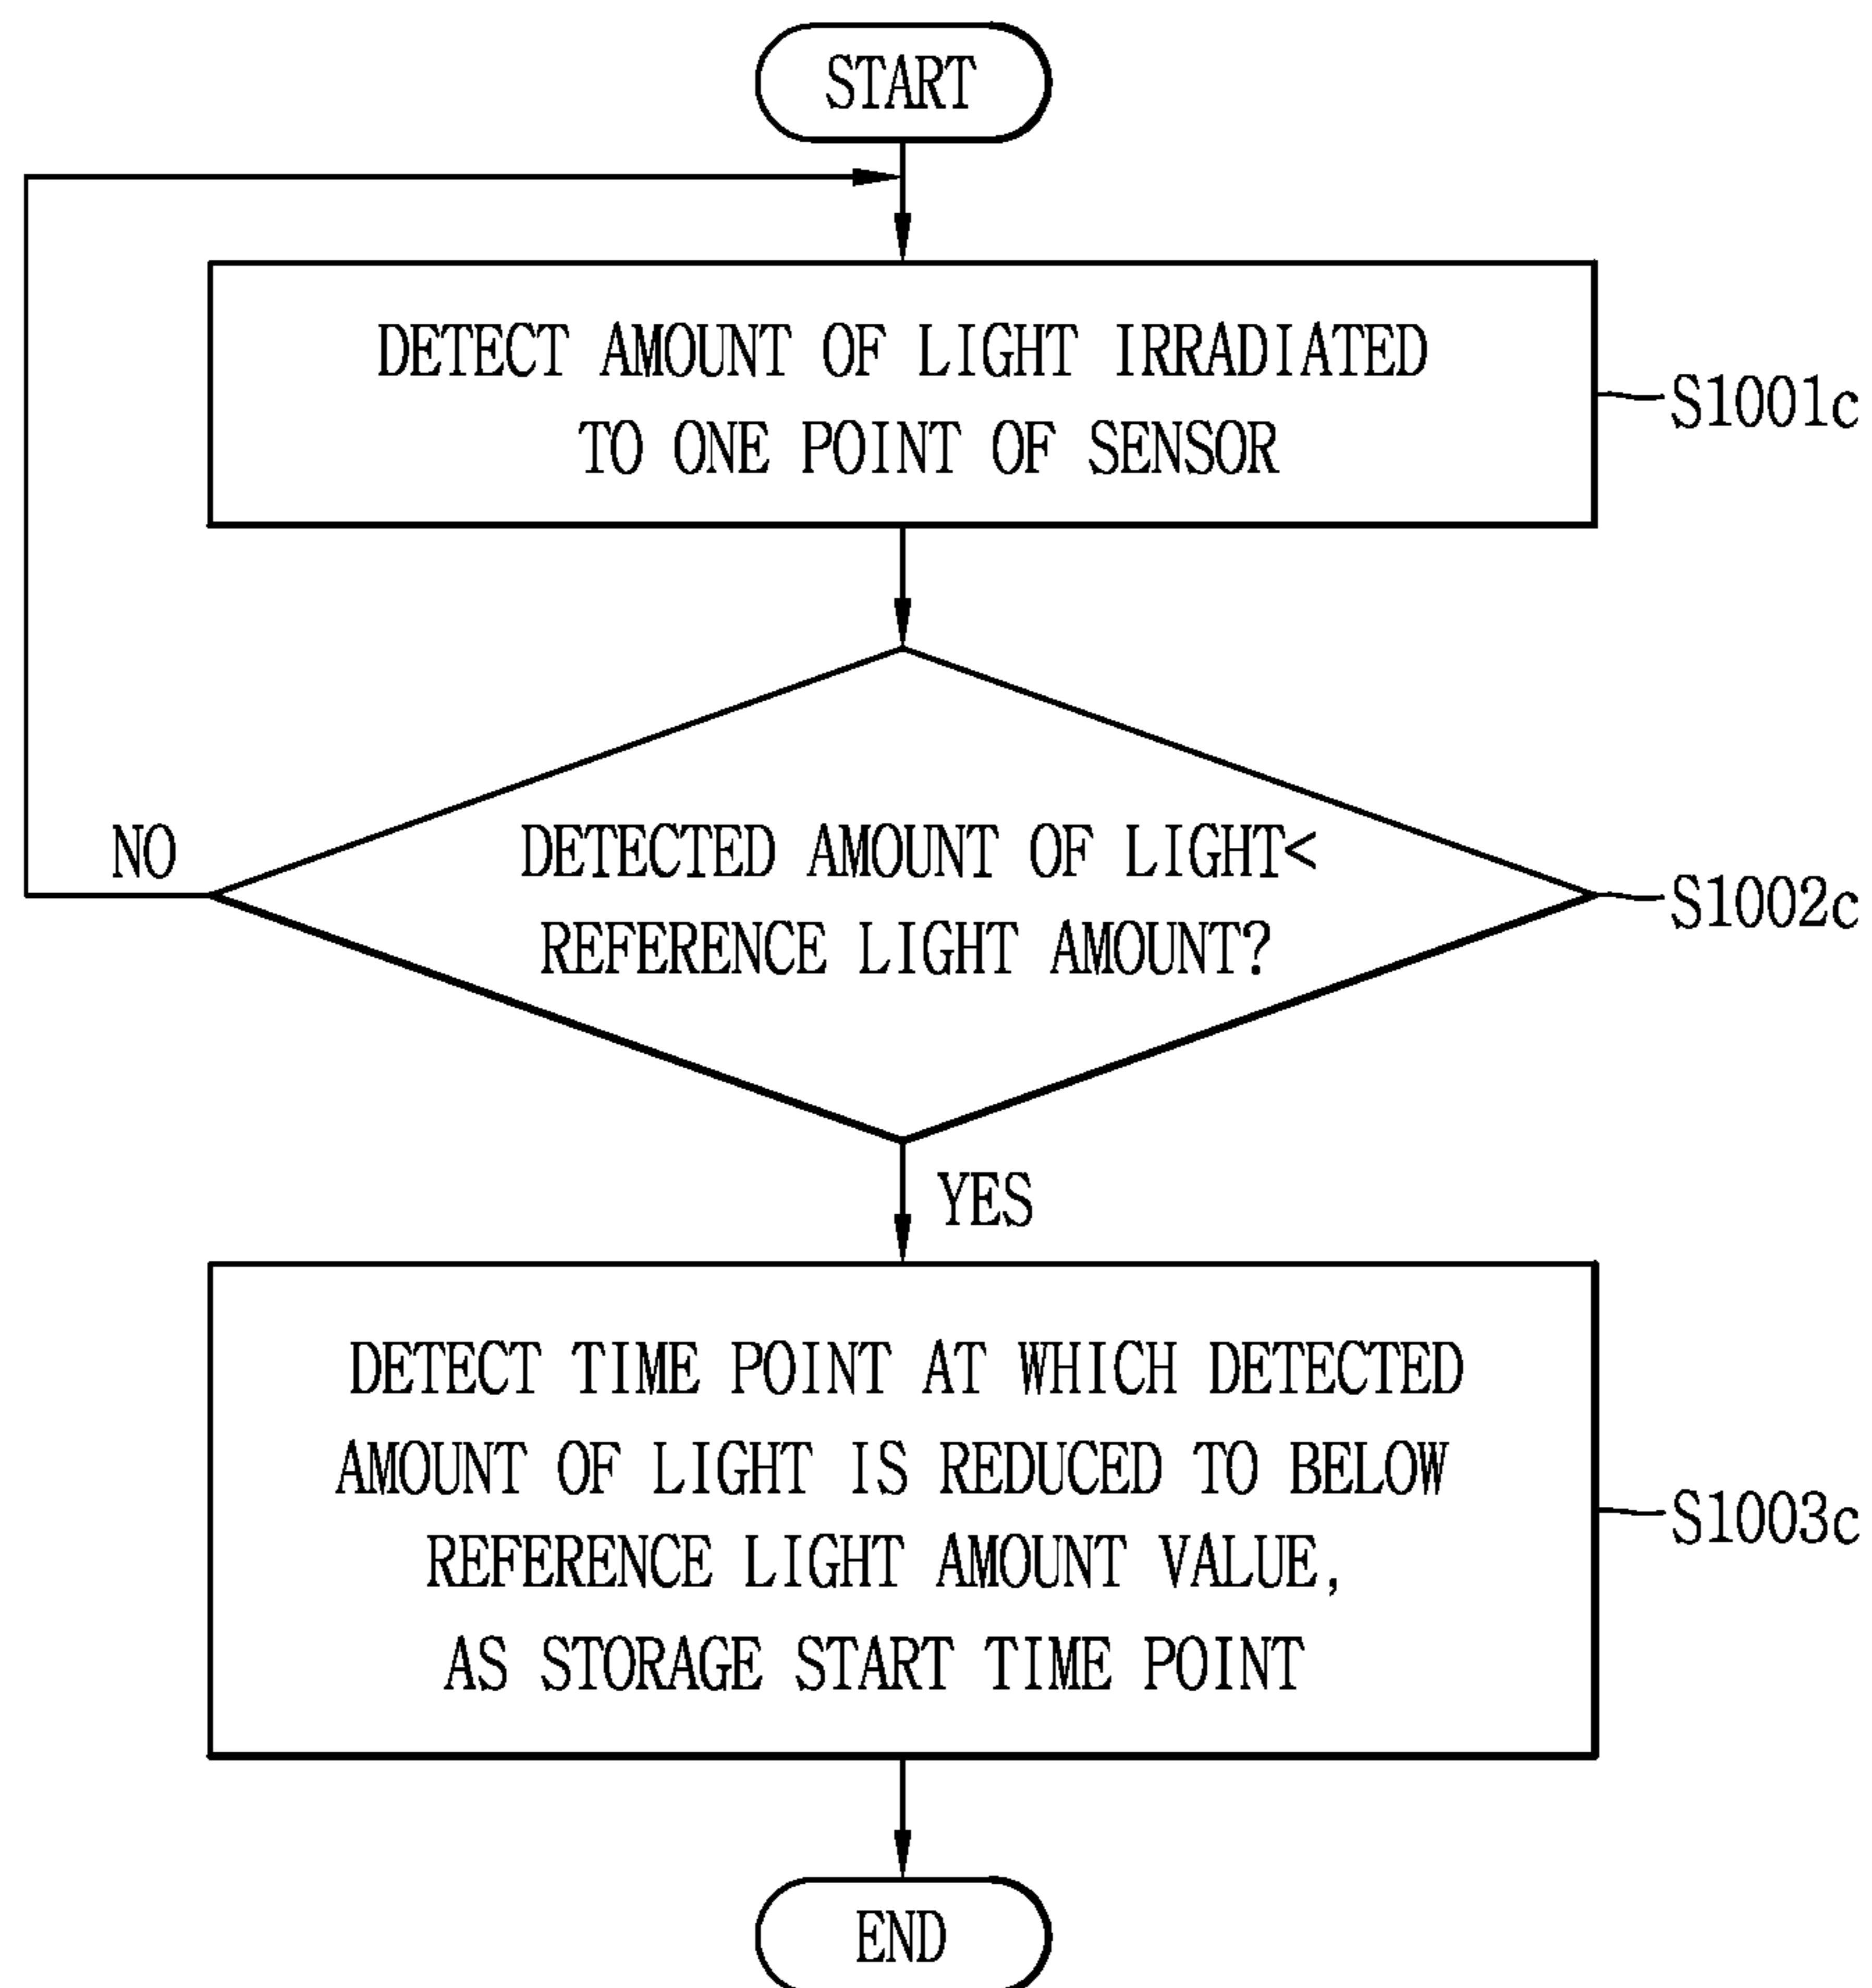 START
DETECT AMOUNT OF LIGHT IRRADIATED
TO ONE POINT OF SENSOR
S1001c
DETECTED AMOUNT OF LIGHT<
REFERENCE LIGHT AMOUNT?
NO
S1002c
YES
DETECT TIME POINT AT WHICH DETECTED
AMOUNT OF LIGHT IS REDUCED TO BELOW
REFERENCE LIGHT AMOUNT VALUE,
AS STORAGE START TIME POINT
S1003c
END